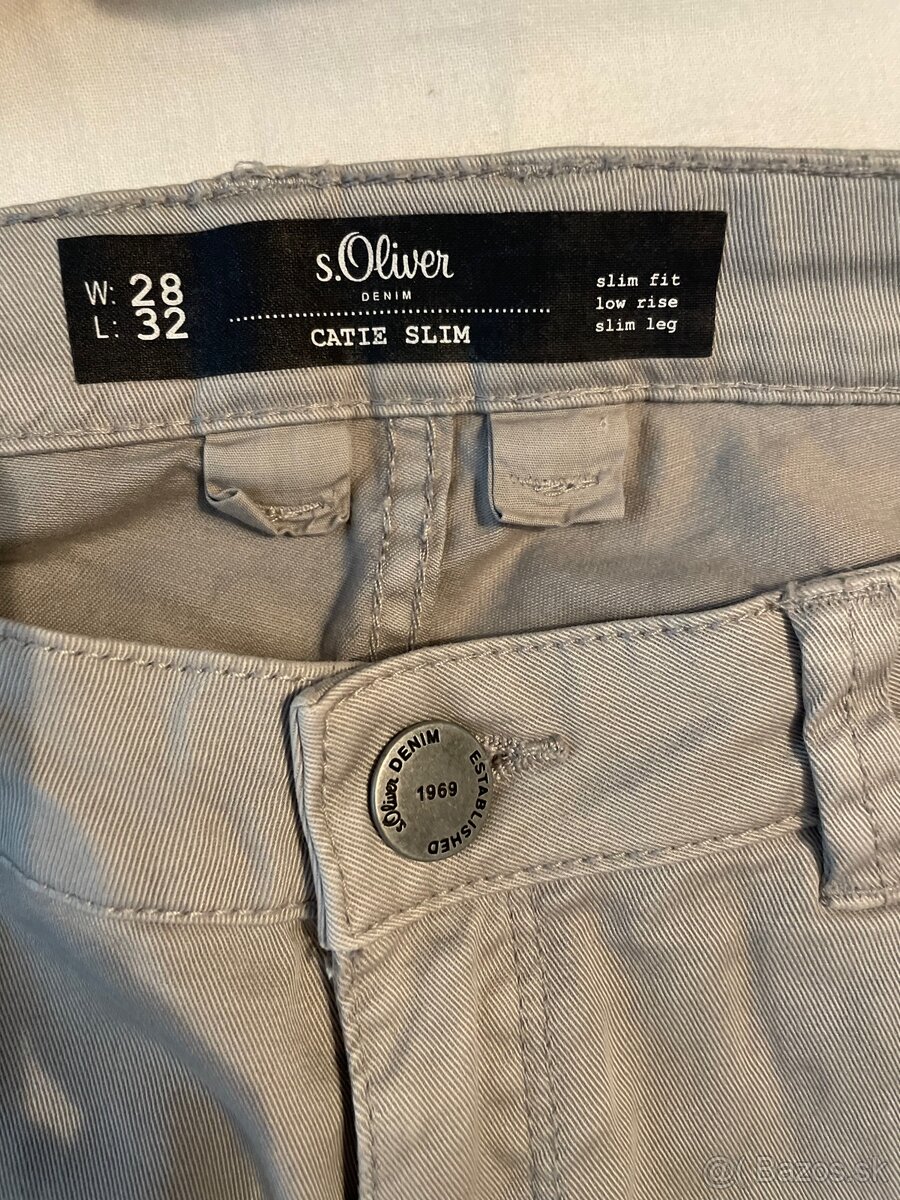 W: 28
L: 32
s.Oliver
DENIM
CATIE SLIM
slim fit
low rise
slim leg
s.Oliver DENIM ESTABLISHED
1969
Bazos.sk